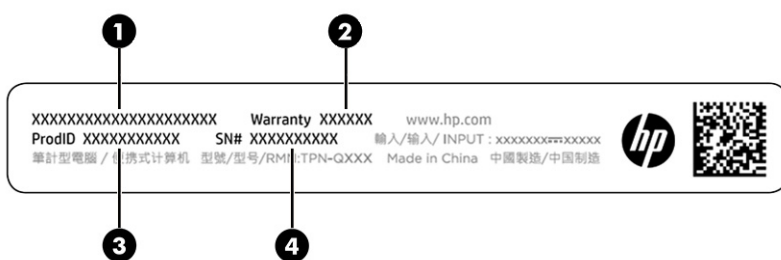 1 2
XXXXXXXXXXXXXXXXXXXXX Warranty XXXXXX www.hp.com
ProdID XXXXXXXXXXX SN# XXXXXXXXXX 輸入/输入/ INPUT : xxxxxxx⎓xxxxx
筆計型電腦 / 便携式计算机 型號/型号/RMN:TPN-QXXX Made in China 中國製造/中国制造
hp
3 4